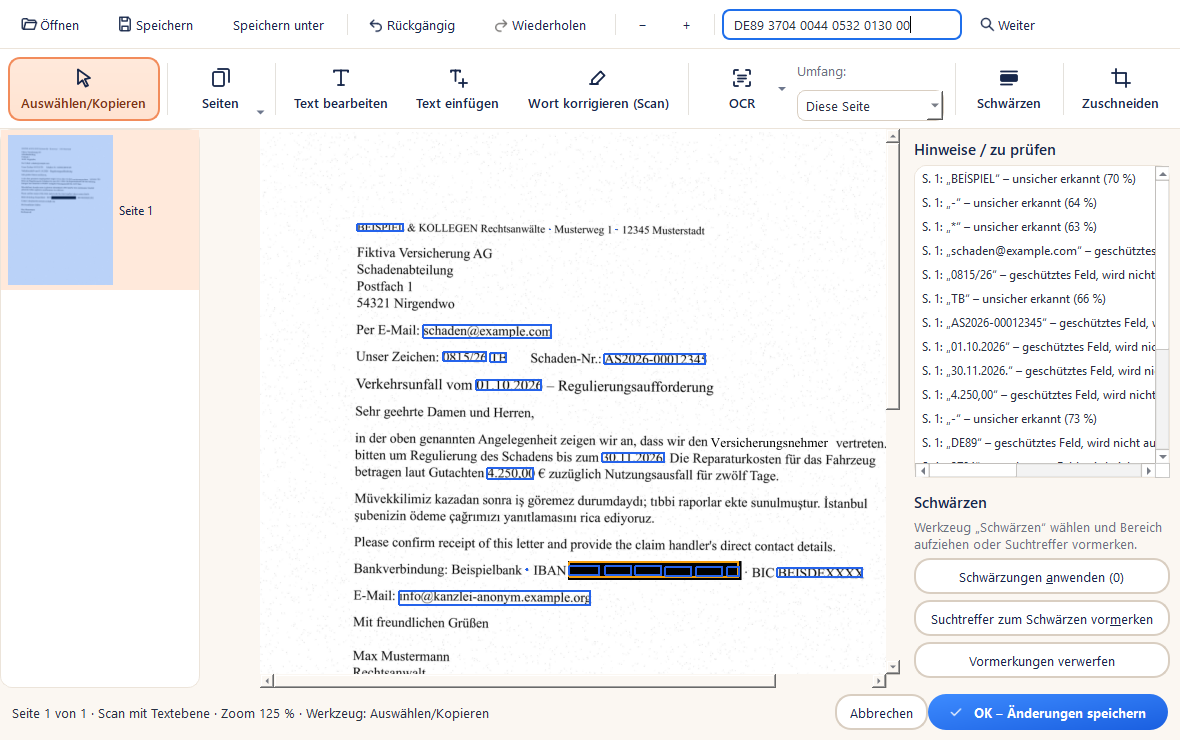 Öffnen Speichern Speichern unter Rückgängig Wiederholen − + DE89 3704 0044 0532 0130 00 Weiter
Auswählen/Kopieren Seiten Text bearbeiten Text einfügen Wort korrigieren (Scan) OCR Umfang: Diese Seite Schwärzen Zuschneiden
Seite 1
BEISPIEL & KOLLEGEN Rechtsanwälte · Musterweg 1 - 12345 Musterstadt
Fiktiva Versicherung AG
Schadenabteilung
Postfach 1
54321 Nirgendwo
Per E-Mail: schaden@example.com
Unser Zeichen: 0815/26 TB Schaden-Nr.: AS2026-00012345
Verkehrsunfall vom 01.10.2026 – Regulierungsaufforderung
Sehr geehrte Damen und Herren,
in der oben genannten Angelegenheit zeigen wir an, dass wir den Versicherungsnehmer vertreten.
bitten um Regulierung des Schadens bis zum 30.11.2026. Die Reparaturkosten für das Fahrzeug
betragen laut Gutachten 4.250,00 € zuzüglich Nutzungsausfall für zwölf Tage.
Müvekkilimiz kazadan sonra iş göremez durumdaydı; tıbbi raporlar ekte sunulmuştur. İstanbul
şubenizin ödeme çağrımızı yanıtlamasını rica ediyoruz.
Please confirm receipt of this letter and provide the claim handler's direct contact details.
Bankverbindung: Beispielbank · IBAN · BIC BEISDEXXXX
E-Mail: info@kanzlei-anonym.example.org
Mit freundlichen Grüßen
Max Mustermann
Rechtsanwalt
Hinweise / zu prüfen
S. 1: „BEİSPİEL“ – unsicher erkannt (70 %)
S. 1: „-“ – unsicher erkannt (64 %)
S. 1: „*“ – unsicher erkannt (63 %)
S. 1: „schaden@example.com“ – geschütztes
S. 1: „0815/26“ – geschütztes Feld, wird nicht
S. 1: „TB“ – unsicher erkannt (66 %)
S. 1: „AS2026-00012345“ – geschütztes Feld, w
S. 1: „01.10.2026“ – geschütztes Feld, wird nic
S. 1: „30.11.2026.“ – geschütztes Feld, wird ni
S. 1: „4.250,00“ – geschütztes Feld, wird nicht
S. 1: „-“ – unsicher erkannt (73 %)
S. 1: „DE89“ – geschütztes Feld, wird nicht au
Schwärzen
Werkzeug „Schwärzen“ wählen und Bereich
aufziehen oder Suchtreffer vormerken.
Schwärzungen anwenden (0)
Suchtreffer zum Schwärzen vormerken
Vormerkungen verwerfen
Seite 1 von 1 · Scan mit Textebene · Zoom 125 % · Werkzeug: Auswählen/Kopieren
Abbrechen OK – Änderungen speichern